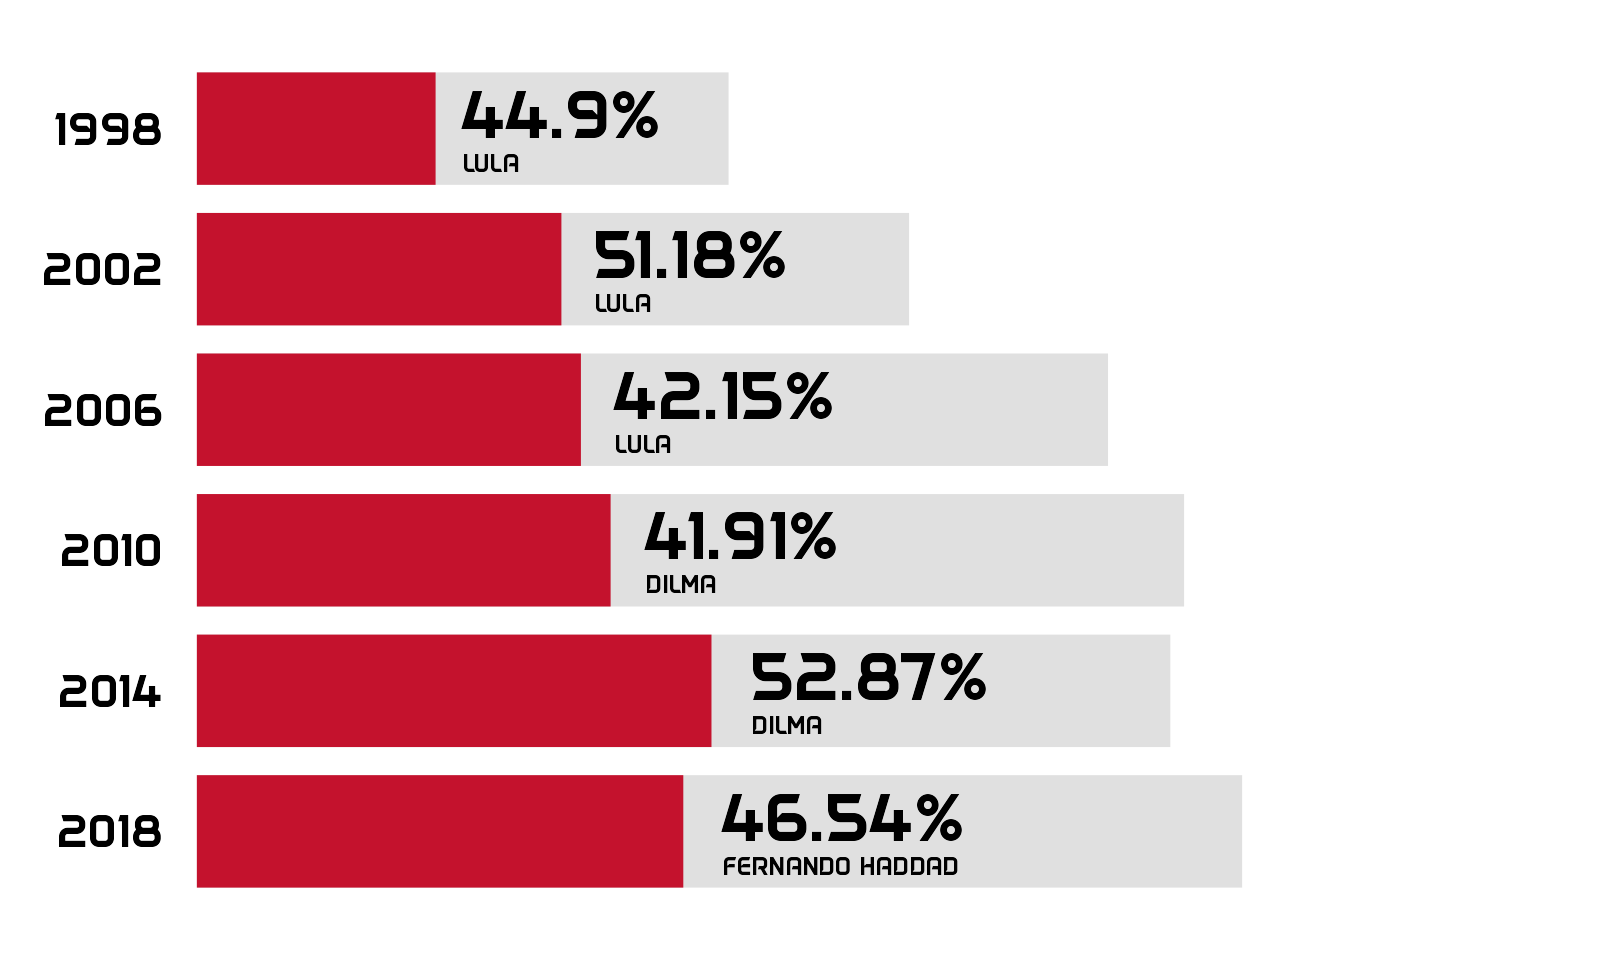 1998
44.9%
LULA
2002
51.18%
LULA
2006
42.15%
LULA
2010
41.91%
DILMA
2014
52.87%
DILMA
2018
46.54%
FERNANDO HADDAD